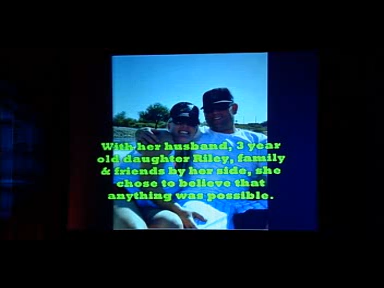 With her husband, 3 year
old daughter Riley, family
& friends by her side, she
chose to believe that
anything was possible.